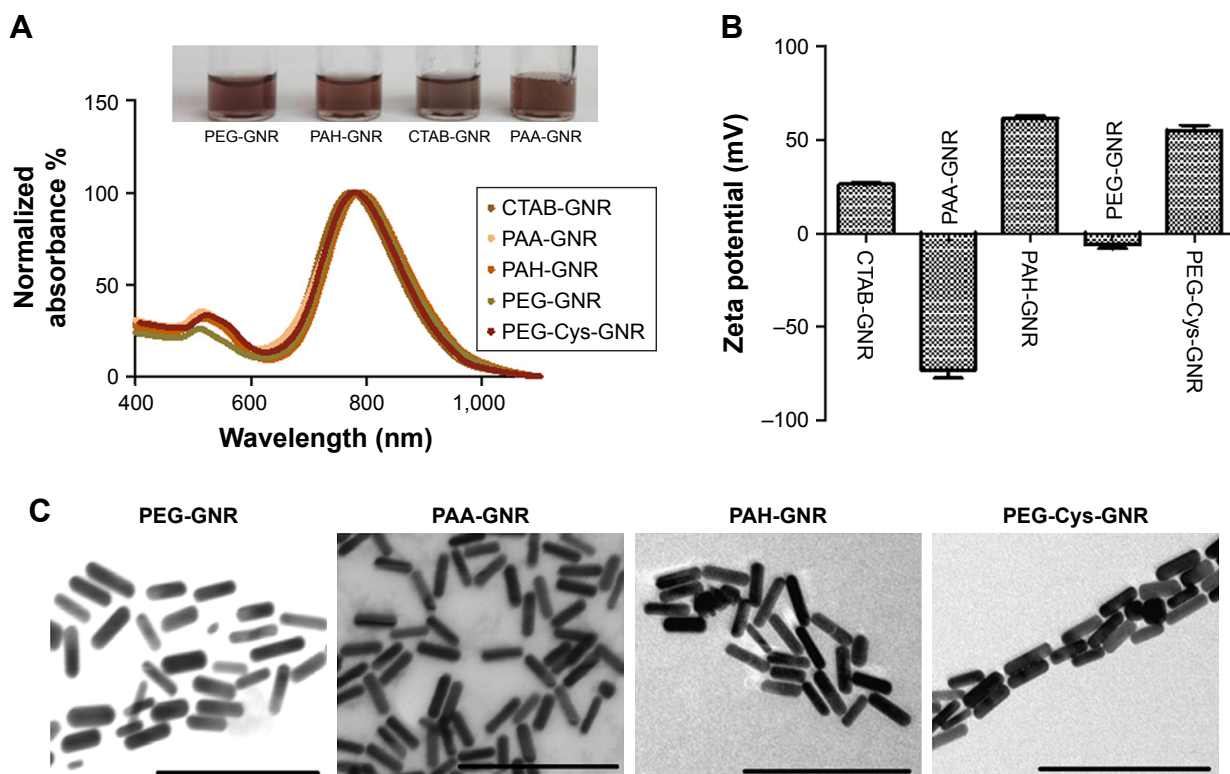 A
PEG-GNR PAH-GNR CTAB-GNR PAA-GNR
Normalized
absorbance %
150
100
50
0
400 600 800 1,000
Wavelength (nm)
CTAB-GNR
PAA-GNR
PAH-GNR
PEG-GNR
PEG-Cys-GNR
B
Zeta potential (mV)
100
50
0
–50
–100
CTAB-GNR
PAA-GNR
PAH-GNR
PEG-GNR
PEG-Cys-GNR
C
PEG-GNR PAA-GNR PAH-GNR PEG-Cys-GNR